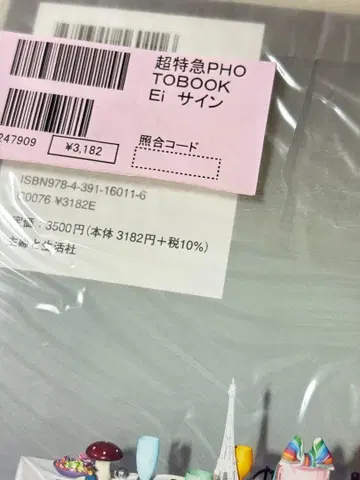 超特急PHO
TOBOOK
Ei サイン
247909
¥3,182
照合コード
ISBN978-4-391-16011-6
C0076 ¥3182E
定価：3500円(本体 3182円+税10%)
主婦と生活社